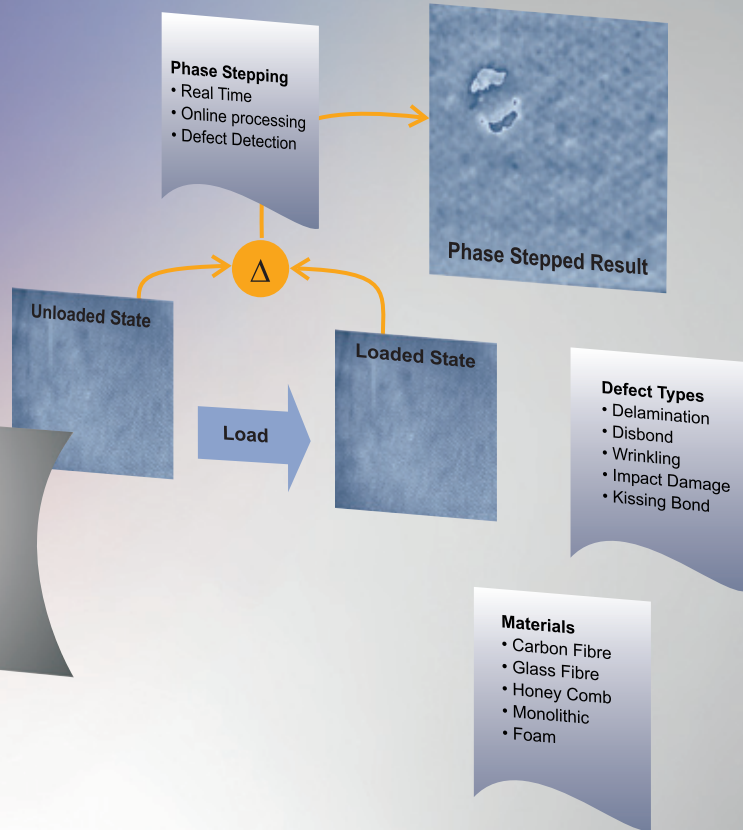 Phase Stepping
• Real Time
• Online processing
• Defect Detection
Phase Stepped Result
Δ
Unloaded State
Loaded State
Load
Defect Types
• Delamination
• Disbond
• Wrinkling
• Impact Damage
• Kissing Bond
Materials
• Carbon Fibre
• Glass Fibre
• Honey Comb
• Monolithic
• Foam